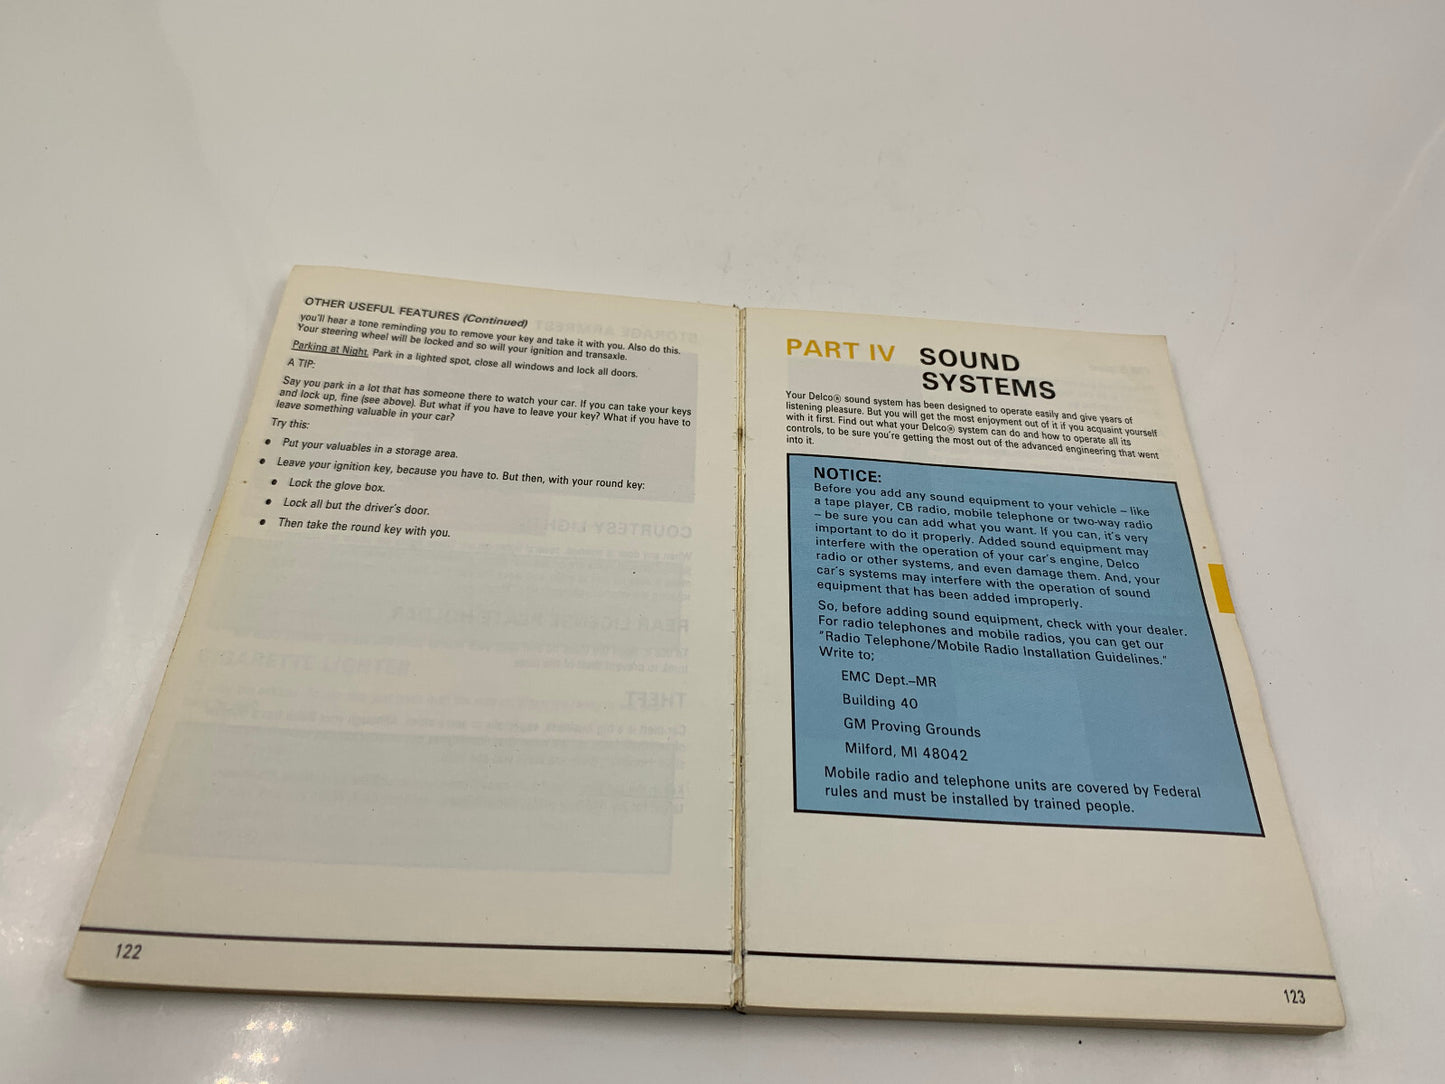 OTHER USEFUL FEATURES (Continued)
you'll hear a tone reminding you to remove your key and take it with you. Also do this.
Your steering wheel will be locked and so will your ignition and transaxle.
Parking at Night. Park in a lighted spot, close all windows and lock all doors.
A TIP:
Say you park in a lot that has someone there to watch your car. If you can take your keys
and lock up, fine (see above). But what if you have to leave your key? What if you have to
leave something valuable in your car?
Try this:
• Put your valuables in a storage area.
• Leave your ignition key, because you have to. But then, with your round key:
• Lock the glove box.
• Lock all but the driver's door.
• Then take the round key with you.
122
PART IV SOUND
SYSTEMS
Your Delco® sound system has been designed to operate easily and give years of
listening pleasure. But you will get the most enjoyment out of it if you acquaint yourself
with it first. Find out what your Delco® system can do and how to operate all its
controls, to be sure you're getting the most out of the advanced engineering that went
into it.
NOTICE:
Before you add any sound equipment to your vehicle – like
a tape player, CB radio, mobile telephone or two-way radio
– be sure you can add what you want. If you can, it's very
important to do it properly. Added sound equipment may
interfere with the operation of your car's engine, Delco
radio or other systems, and even damage them. And, your
car's systems may interfere with the operation of sound
equipment that has been added improperly.
So, before adding sound equipment, check with your dealer.
For radio telephones and mobile radios, you can get our
"Radio Telephone/Mobile Radio Installation Guidelines."
Write to;
EMC Dept.–MR
Building 40
GM Proving Grounds
Milford, MI 48042
Mobile radio and telephone units are covered by Federal
rules and must be installed by trained people.
123